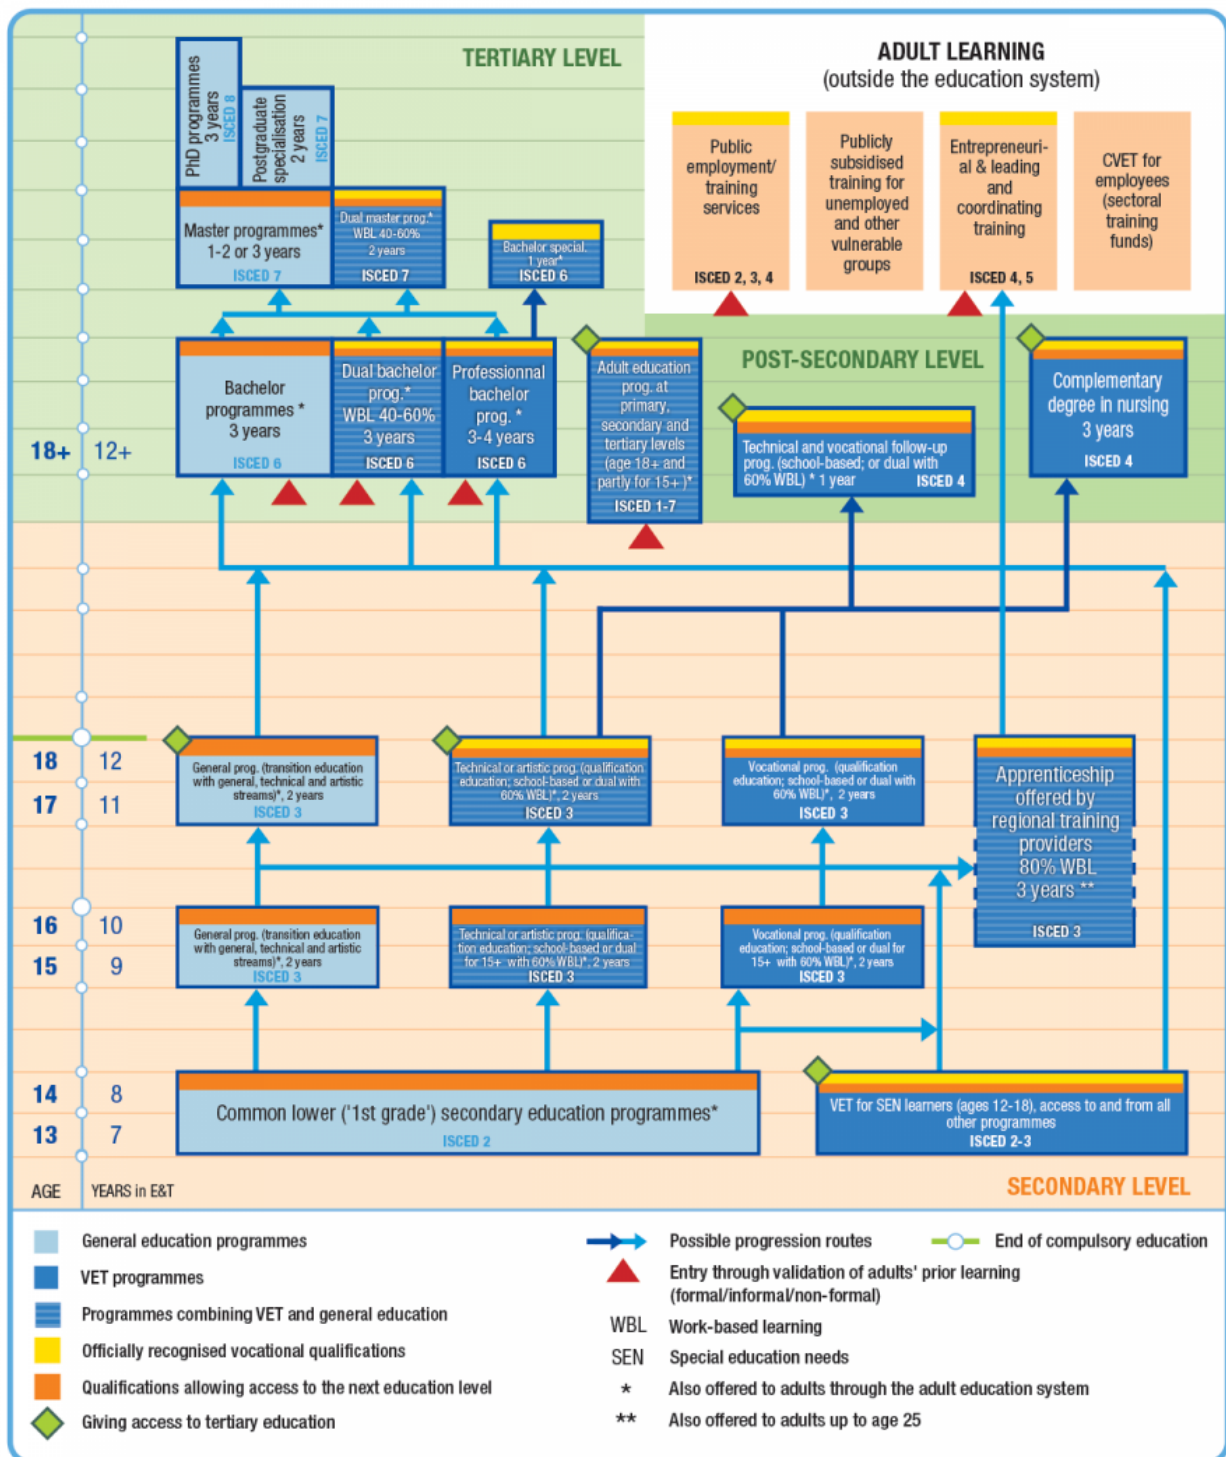 TERTIARY LEVEL
ADULT LEARNING
(outside the education system)
PhD programmes
3 years
ISCED 8
Postgraduate
specialisation
2 years
ISCED 7
Public
employment/
training
services
ISCED 2, 3, 4
Publicly
subsidised
training for
unemployed
and other
vulnerable
groups
Entrepreneuri-
al & leading
and
coordinating
training
ISCED 4, 5
CVET for
employees
(sectoral
training
funds)
Master programmes*
1-2 or 3 years
ISCED 7
Dual master prog.*
WBL 40-60%
2 years
ISCED 7
Bachelor special.
1 year*
ISCED 6
POST-SECONDARY LEVEL
18+
12+
Bachelor
programmes *
3 years
ISCED 6
Dual bachelor
prog.*
WBL 40-60%
3 years
ISCED 6
Professionnal
bachelor
prog. *
3-4 years
ISCED 6
Adult education
prog. at
primary,
secondary and
tertiary levels
(age 18+ and
partly for 15+)*
ISCED 1-7
Technical and vocational follow-up
prog. (school-based; or dual with
60% WBL) * 1 year
ISCED 4
Complementary
degree in nursing
3 years
ISCED 4
18
12
17
11
General prog. (transition education
with general, technical and artistic
streams)*, 2 years
ISCED 3
Technical or artistic prog. (qualification
education; school-based or dual with
60% WBL)*, 2 years
ISCED 3
Vocational prog. (qualification
education; school-based or dual with
60% WBL)*, 2 years
ISCED 3
Apprenticeship
offered by
regional training
providers
80% WBL
3 years **
ISCED 3
16
10
15
9
General prog. (transition education
with general, technical and artistic
streams)*, 2 years
ISCED 3
Technical or artistic prog. (qualifica-
tion education; school-based or dual
for 15+ with 60% WBL)*, 2 years
ISCED 3
Vocational prog. (qualification
education; school-based or dual for
15+ with 60% WBL)*, 2 years
ISCED 3
14
8
13
7
Common lower ('1st grade') secondary education programmes*
ISCED 2
VET for SEN learners (ages 12-18), access to and from all
other programmes
ISCED 2-3
AGE
YEARS in E&T
SECONDARY LEVEL
General education programmes
VET programmes
Programmes combining VET and general education
Officially recognised vocational qualifications
Qualifications allowing access to the next education level
Giving access to tertiary education
Possible progression routes
End of compulsory education
Entry through validation of adults' prior learning
(formal/informal/non-formal)
WBL Work-based learning
SEN Special education needs
* Also offered to adults through the adult education system
** Also offered to adults up to age 25